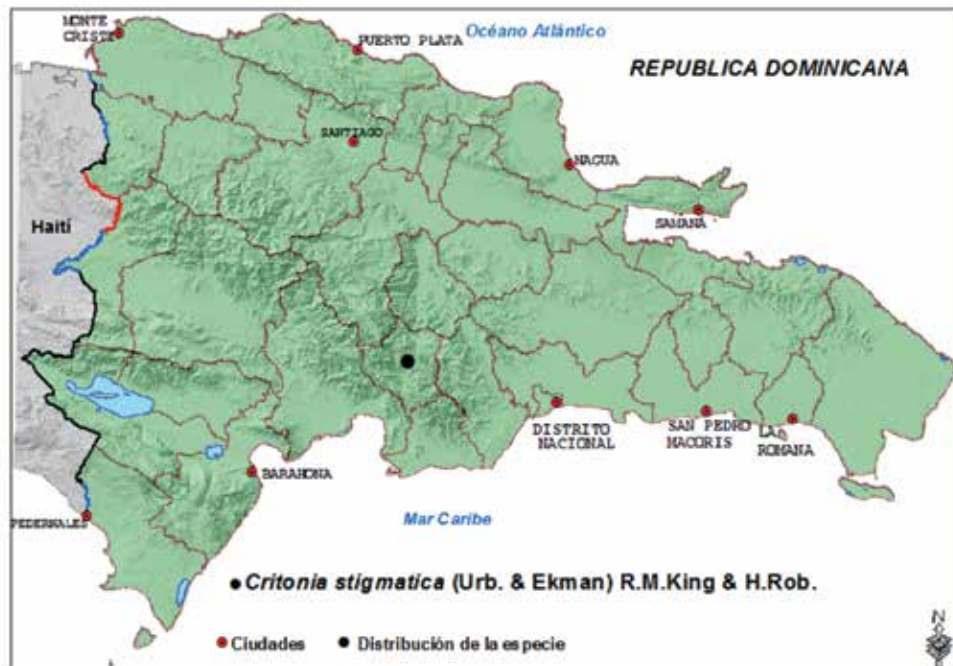 MONTE
CRISTI
Océano Atlántico
PUERTO PLATA
REPUBLICA DOMINICANA
SANTIAGO
NAGUA
SAMANA
Haití
DISTRITO
NACIONAL
SAN PEDRO
MACORIS
LA
ROMANA
BARAHONA
PEDERNALES
Mar Caribe
Critonia stigmatica (Urb. & Ekman) R.M.King & H.Rob.
Ciudades
Distribución de la especie
N